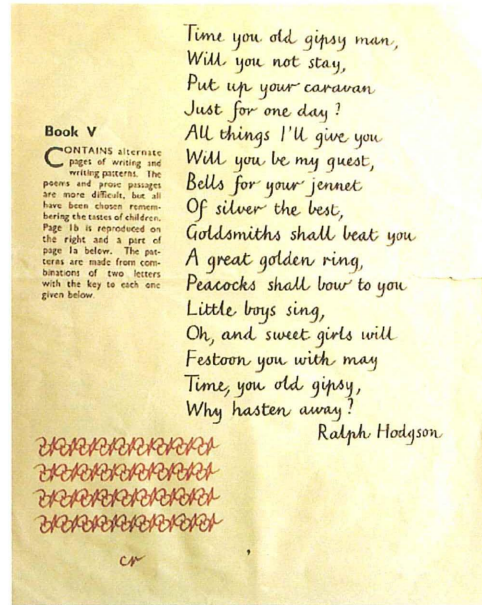 Time you old gipsy man,
Will you not stay,
Put up your caravan
Just for one day?
All things I'll give you
Will you be my guest,
Bells for your jennet
Of silver the best,
Goldsmiths shall beat you
A great golden ring,
Peacocks shall bow to you
Little boys sing,
Oh, and sweet girls will
Festoon you with may
Time, you old gipsy,
Why hasten away?
Ralph Hodgson
Book V
CONTAINS alternate
pages of writing and
writing patterns. The
poems and prose passages
are more difficult, but all
have been chosen remem-
bering the tastes of children.
Page 1b is reproduced on
the right and a part of
page 1a below. The pat-
terns are made from com-
binations of two letters
with the key to each one
given below.
cr